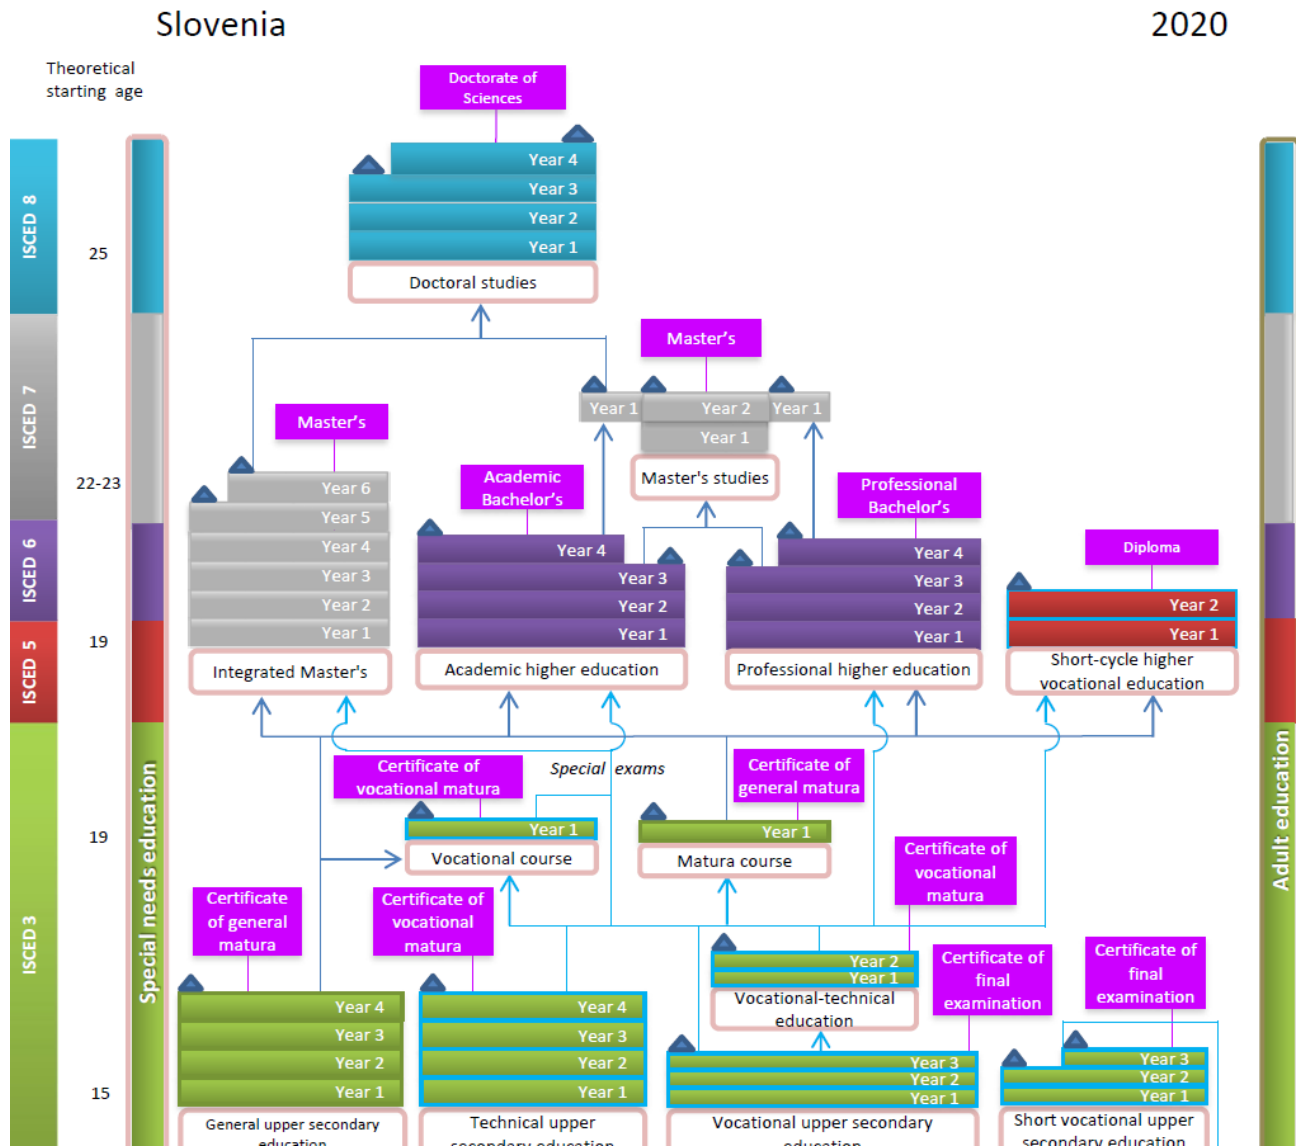 Slovenia
2020
Theoretical
starting age
Doctorate of
Sciences
Year 4
Year 3
Year 2
Year 1
Doctoral studies
ISCED 8
25
Master's
Year 1
Year 2
Year 1
Year 1
Master's studies
ISCED 7
Master's
22-23
Year 6
Year 5
Year 4
Year 3
Year 2
Year 1
Integrated Master's
Academic
Bachelor's
Year 4
Year 3
Year 2
Year 1
Academic higher education
Professional
Bachelor's
Year 4
Year 3
Year 2
Year 1
Professional higher education
ISCED 6
Diploma
Year 2
Year 1
Short-cycle higher
vocational education
ISCED 5
19
Special exams
Certificate of
vocational matura
Year 1
Vocational course
Certificate of
general matura
Year 1
Matura course
19
ISCED 3
Special needs education
Adult education
Certificate
of general
matura
Year 4
Year 3
Year 2
Year 1
General upper secondary
education
Certificate of
vocational
matura
Year 4
Year 3
Year 2
Year 1
Technical upper
secondary education
Certificate
of vocational
matura
Year 2
Year 1
Vocational-technical
education
Certificate of
final
examination
Year 3
Year 2
Year 1
Vocational upper secondary
education
Certificate of
final
examination
Year 3
Year 2
Year 1
Short vocational upper
secondary education
15